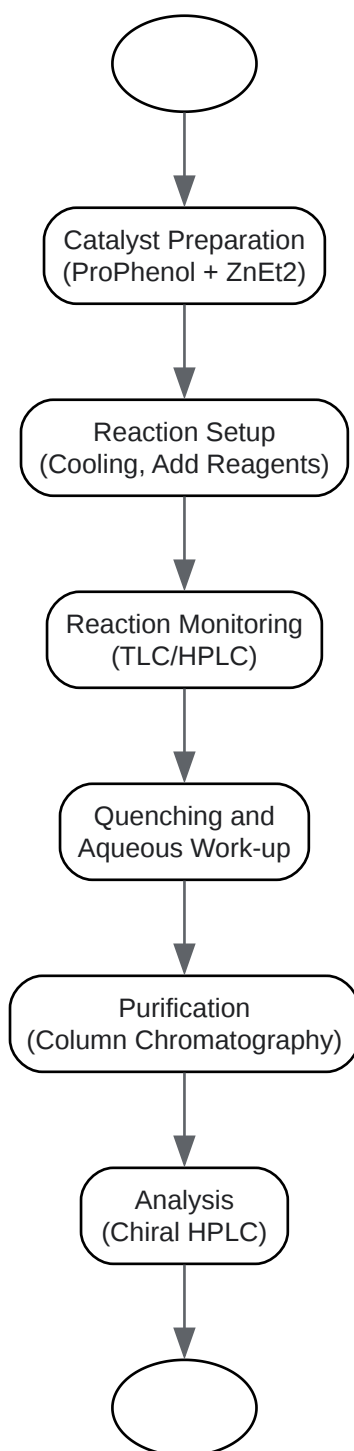 Catalyst Preparation
(ProPhenol + ZnEt2)
Reaction Setup
(Cooling, Add Reagents)
Reaction Monitoring
(TLC/HPLC)
Quenching and
Aqueous Work-up
Purification
(Column Chromatography)
Analysis
(Chiral HPLC)